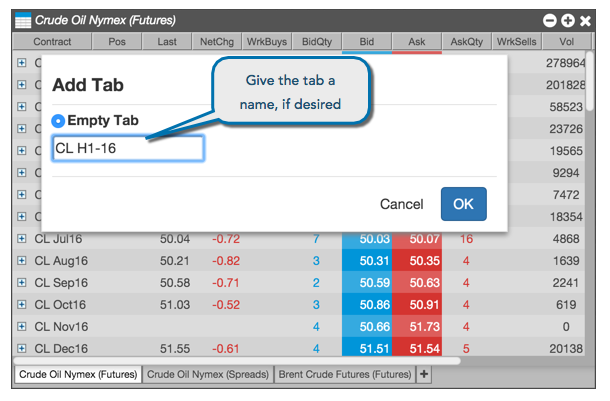 Crude Oil Nymex (Futures)
Contract Pos Last NetChg WrkBuys BidQty Bid Ask AskQty WrkSells Vol
C 278964
Add Tab
Give the tab a
name, if desired
C 201828
C 58523
Empty Tab
C 23726
CL H1-16
C 19565
C 9294
C 7472
Cancel OK
C 18354
CL Jul16 50.04 -0.72 7 50.03 50.07 16 4868
CL Aug16 50.21 -0.82 3 50.31 50.35 4 1639
CL Sep16 50.58 -0.71 2 50.59 50.63 4 2241
CL Oct16 51.03 -0.52 3 50.86 50.91 4 619
CL Nov16 4 50.66 51.73 4 0
CL Dec16 51.55 -0.61 4 51.51 51.54 5 20138
Crude Oil Nymex (Futures) Crude Oil Nymex (Spreads) Brent Crude Futures (Futures) +